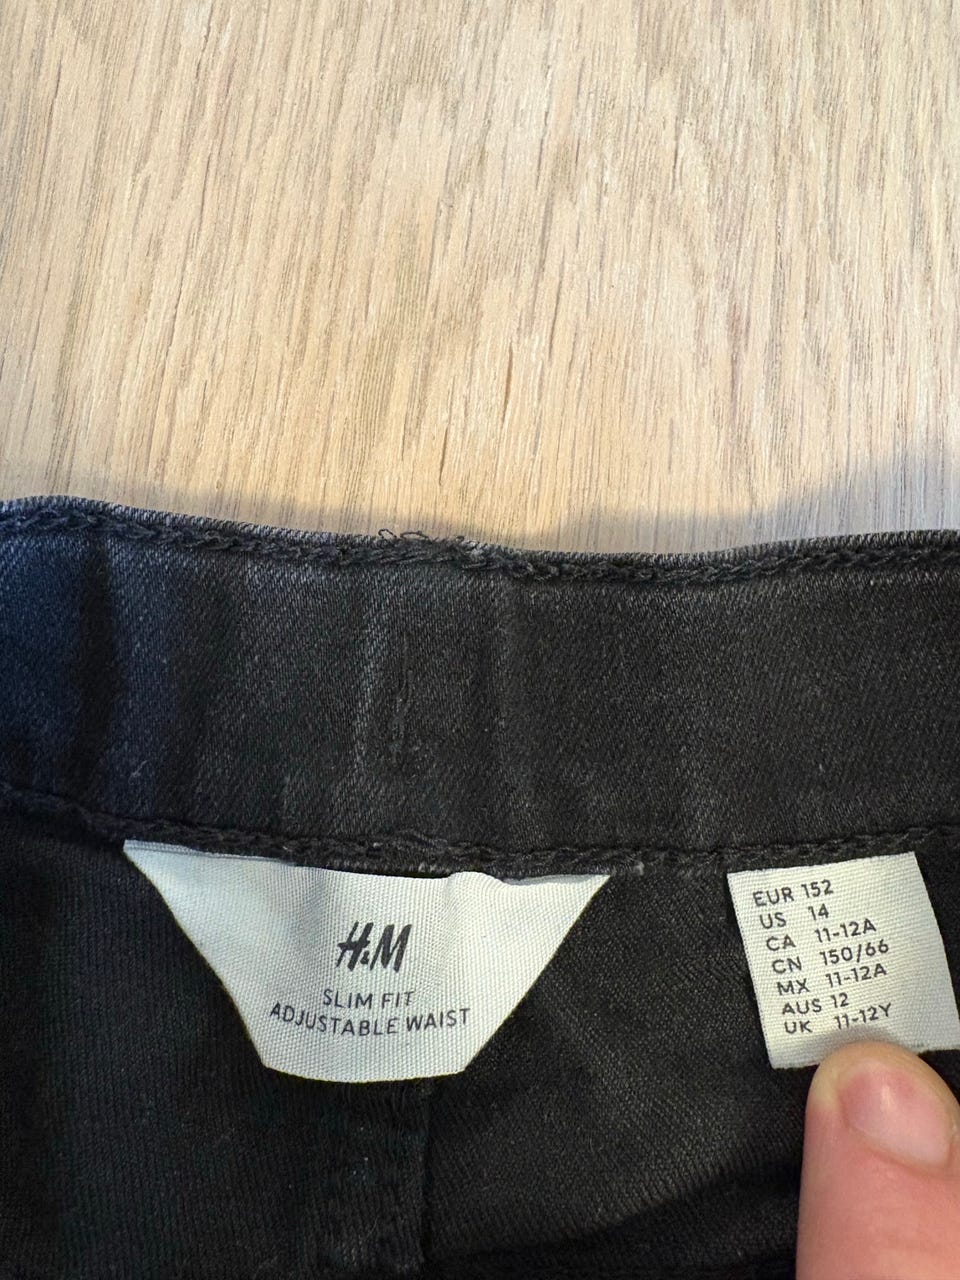 H&M
SLIM FIT
ADJUSTABLE WAIST
EUR 152
US 14
CA 11-12A
CN 150/66
MX 11-12A
AUS 12
UK 11-12Y